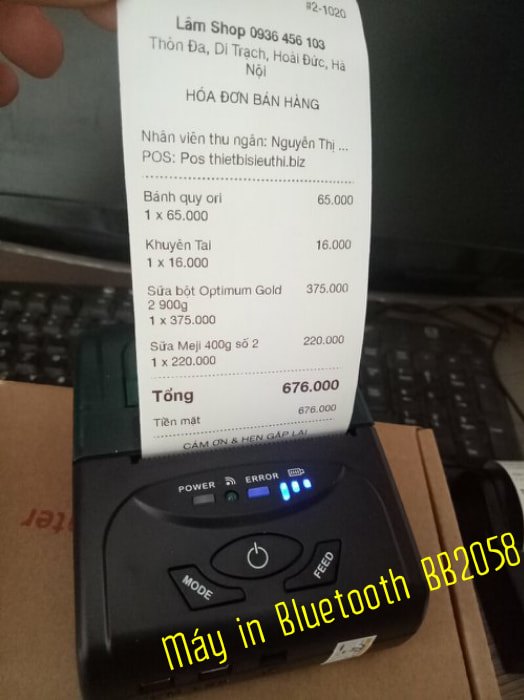 #2-1020
Lâm Shop 0936 456 103
Thôn Đa, Di Trạch, Hoài Đức, Hà
Nội
HÓA ĐƠN BÁN HÀNG
Nhân viên thu ngân: Nguyễn Thị ...
POS: Pos thietbisieuthi.biz
Bánh quy ori 65.000
1 x 65.000
Khuyên Tai 16.000
1 x 16.000
Sữa bột Optimum Gold 375.000
2 900g
1 x 375.000
Sữa Meji 400g số 2 220.000
1 x 220.000
Tổng 676.000
Tiền mặt 676.000
CẢM ƠN & HẸN GẶP LẠI
POWER ERROR
MODE FEED
Máy in Bluetooth BB2058